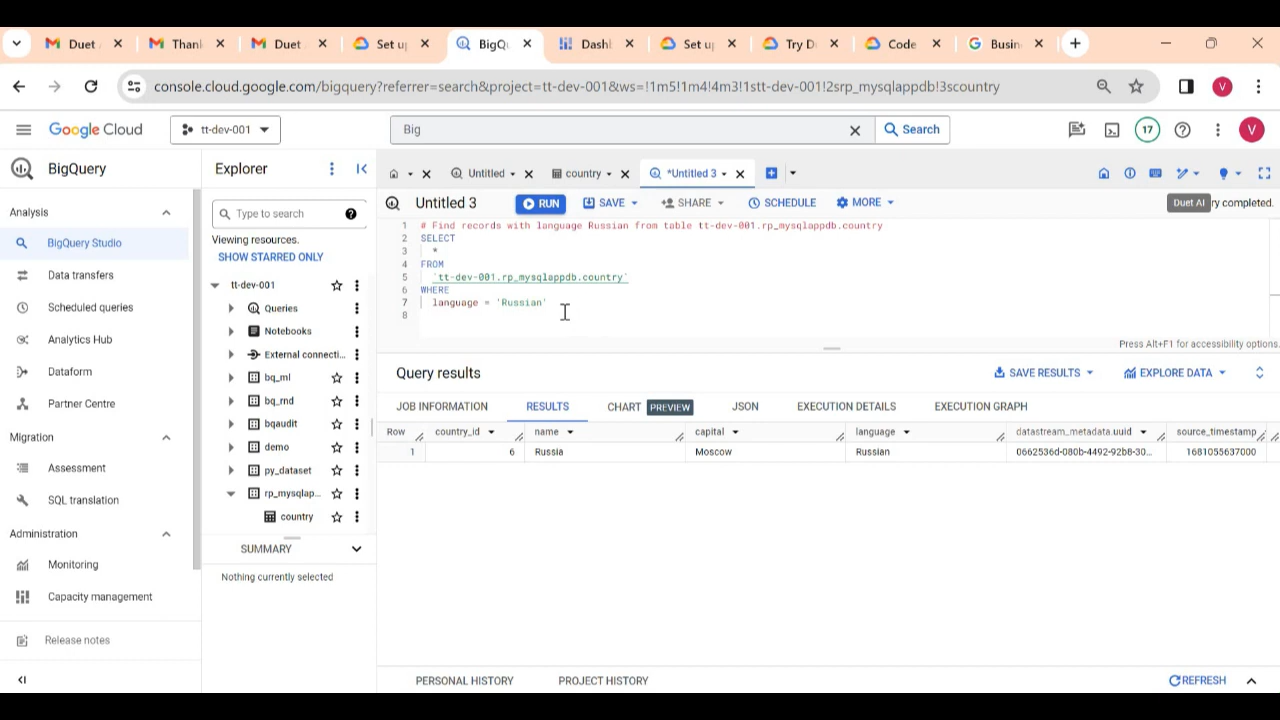 Duet
Thank
Duet
Set up
BigQu
Dashl
Set up
Try D
Code
Busin
console.cloud.google.com/bigquery?referrer=search&project=tt-dev-001&ws=!1m5!1m4!4m3!1stt-dev-001!2srp_mysqlappdb!3scountry
V
Google Cloud
tt-dev-001
Big
Search
17
V
BigQuery
Explorer
Untitled
country
*Untitled 3
Analysis
BigQuery Studio
Data transfers
Scheduled queries
Analytics Hub
Dataform
Partner Centre
Migration
Assessment
SQL translation
Administration
Monitoring
Capacity management
Release notes
Type to search
Viewing resources.
SHOW STARRED ONLY
tt-dev-001
Queries
Notebooks
External connecti...
bq_ml
bq_rnd
bqaudit
demo
py_dataset
rp_mysqlap...
country
SUMMARY
Nothing currently selected
Untitled 3
RUN
SAVE
SHARE
SCHEDULE
MORE
Duet AI
ry completed.
1 # Find records with language Russian from table tt-dev-001.rp_mysqlappdb.country
2 SELECT
3 *
4 FROM
5 `tt-dev-001.rp_mysqlappdb.country`
6 WHERE
7 language = 'Russian'
8
Press Alt+F1 for accessibility options.
Query results
SAVE RESULTS
EXPLORE DATA
JOB INFORMATION
RESULTS
CHART PREVIEW
JSON
EXECUTION DETAILS
EXECUTION GRAPH
Row country_id name capital language datastream_metadata.uuid source_timestamp
1 6 Russia Moscow Russian 0662536d-080b-4492-92b8-30... 1681055637000
PERSONAL HISTORY
PROJECT HISTORY
REFRESH